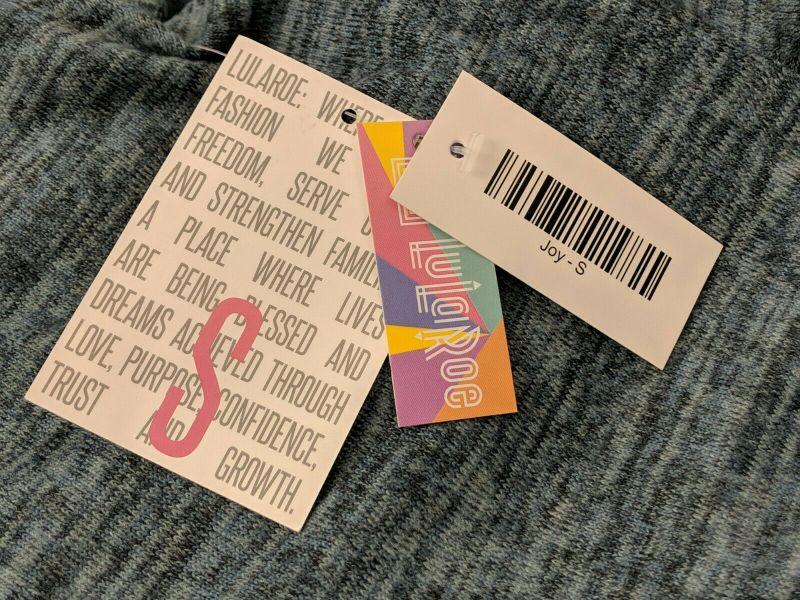 LULAROE: WHERE
FASHION WE
FREEDOM, SERVE
AND STRENGTHEN
A PLACE WHERE LIVES
ARE BEING BLESSED AND
DREAMS ACHIEVED THROUGH
LOVE, PURPOSE, CONFIDENCE,
TRUST AND GROWTH.
S
LuLaRoe
Joy - S